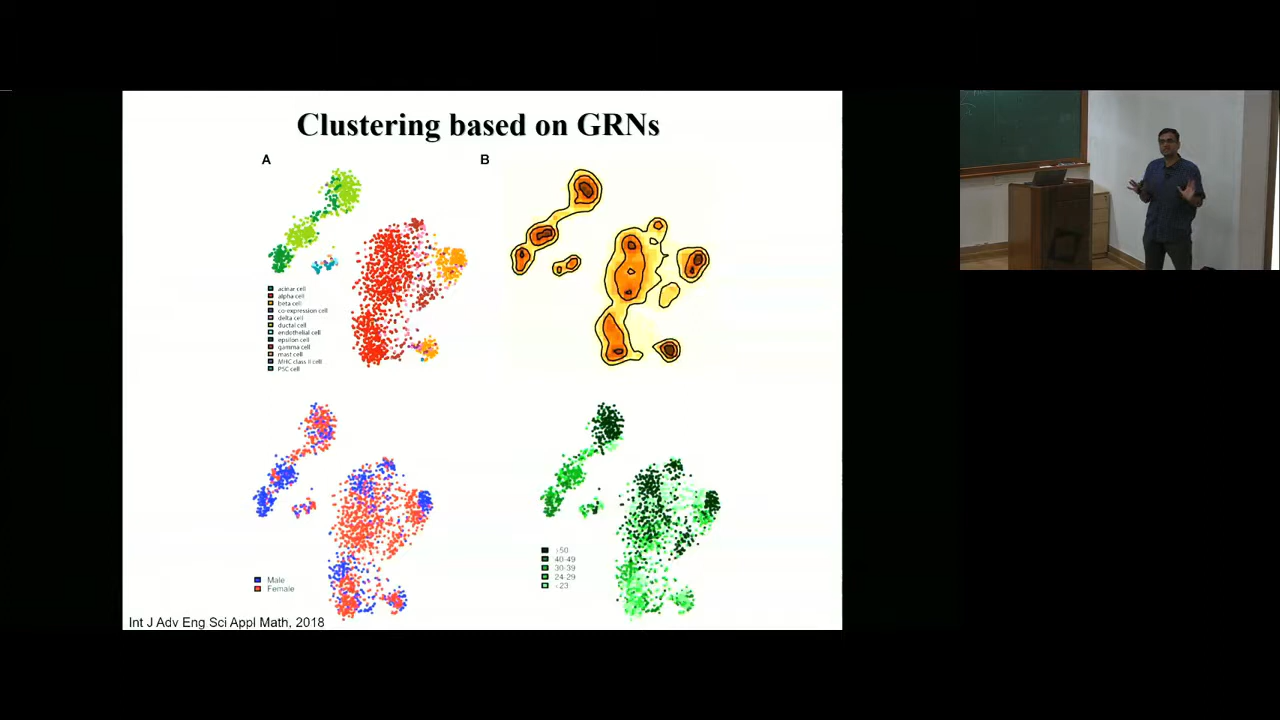 Clustering based on GRNs
A
B
acinar cell
alpha cell
beta cell
co-expression cell
delta cell
ductal cell
endothelial cell
epsilon cell
gamma cell
mast cell
MHC class II cell
PSC cell
>50
40-49
30-39
24-29
<23
Male
Female
Int J Adv Eng Sci Appl Math, 2018